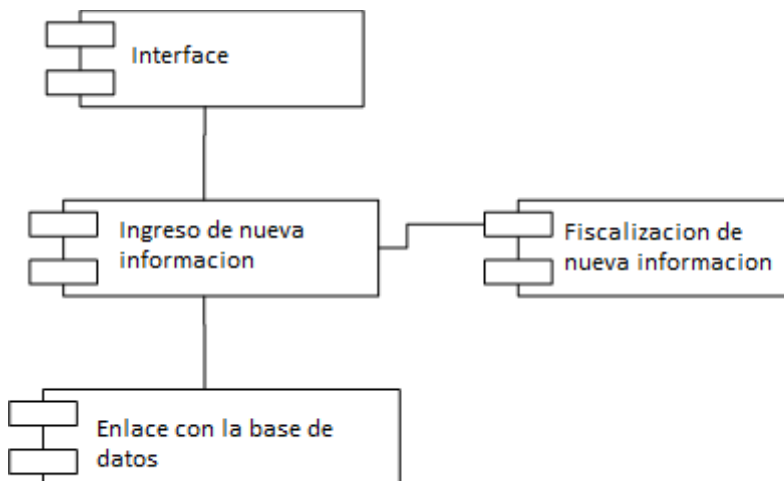 Interface
Ingreso de nueva
informacion
Fiscalizacion de
nueva informacion
Enlace con la base de
datos